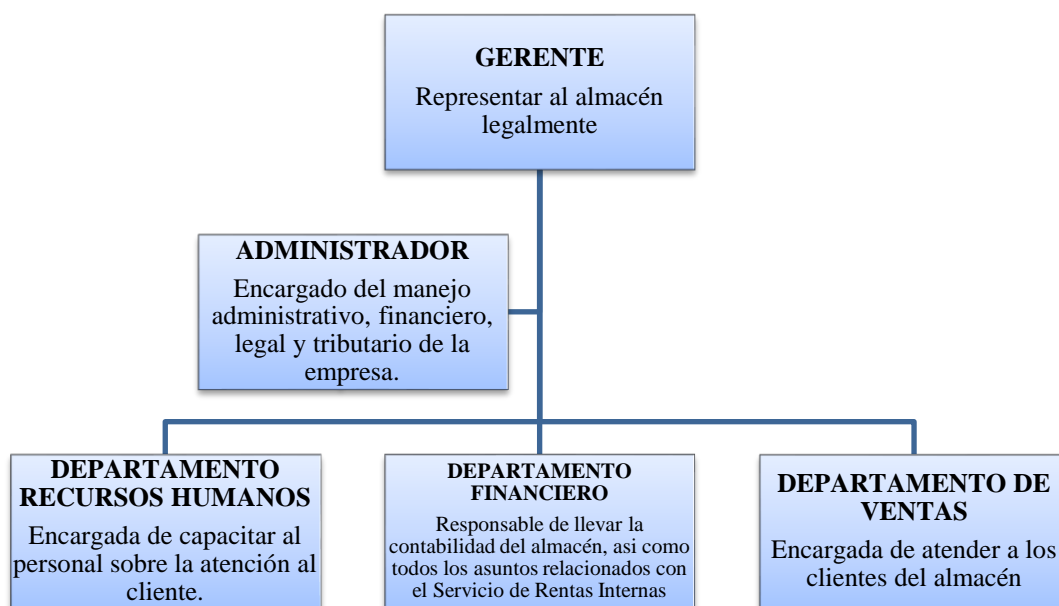 GERENTE
Representar al almacén
legalmente
ADMINISTRADOR
Encargado del manejo
administrativo, financiero,
legal y tributario de la
empresa.
DEPARTAMENTO
RECURSOS HUMANOS
Encargada de capacitar al
personal sobre la atención al
cliente.
DEPARTAMENTO
FINANCIERO
Responsable de llevar la
contabilidad del almacén, asi como
todos los asuntos relacionados con
el Servicio de Rentas Internas
DEPARTAMENTO DE
VENTAS
Encargada de atender a los
clientes del almacén